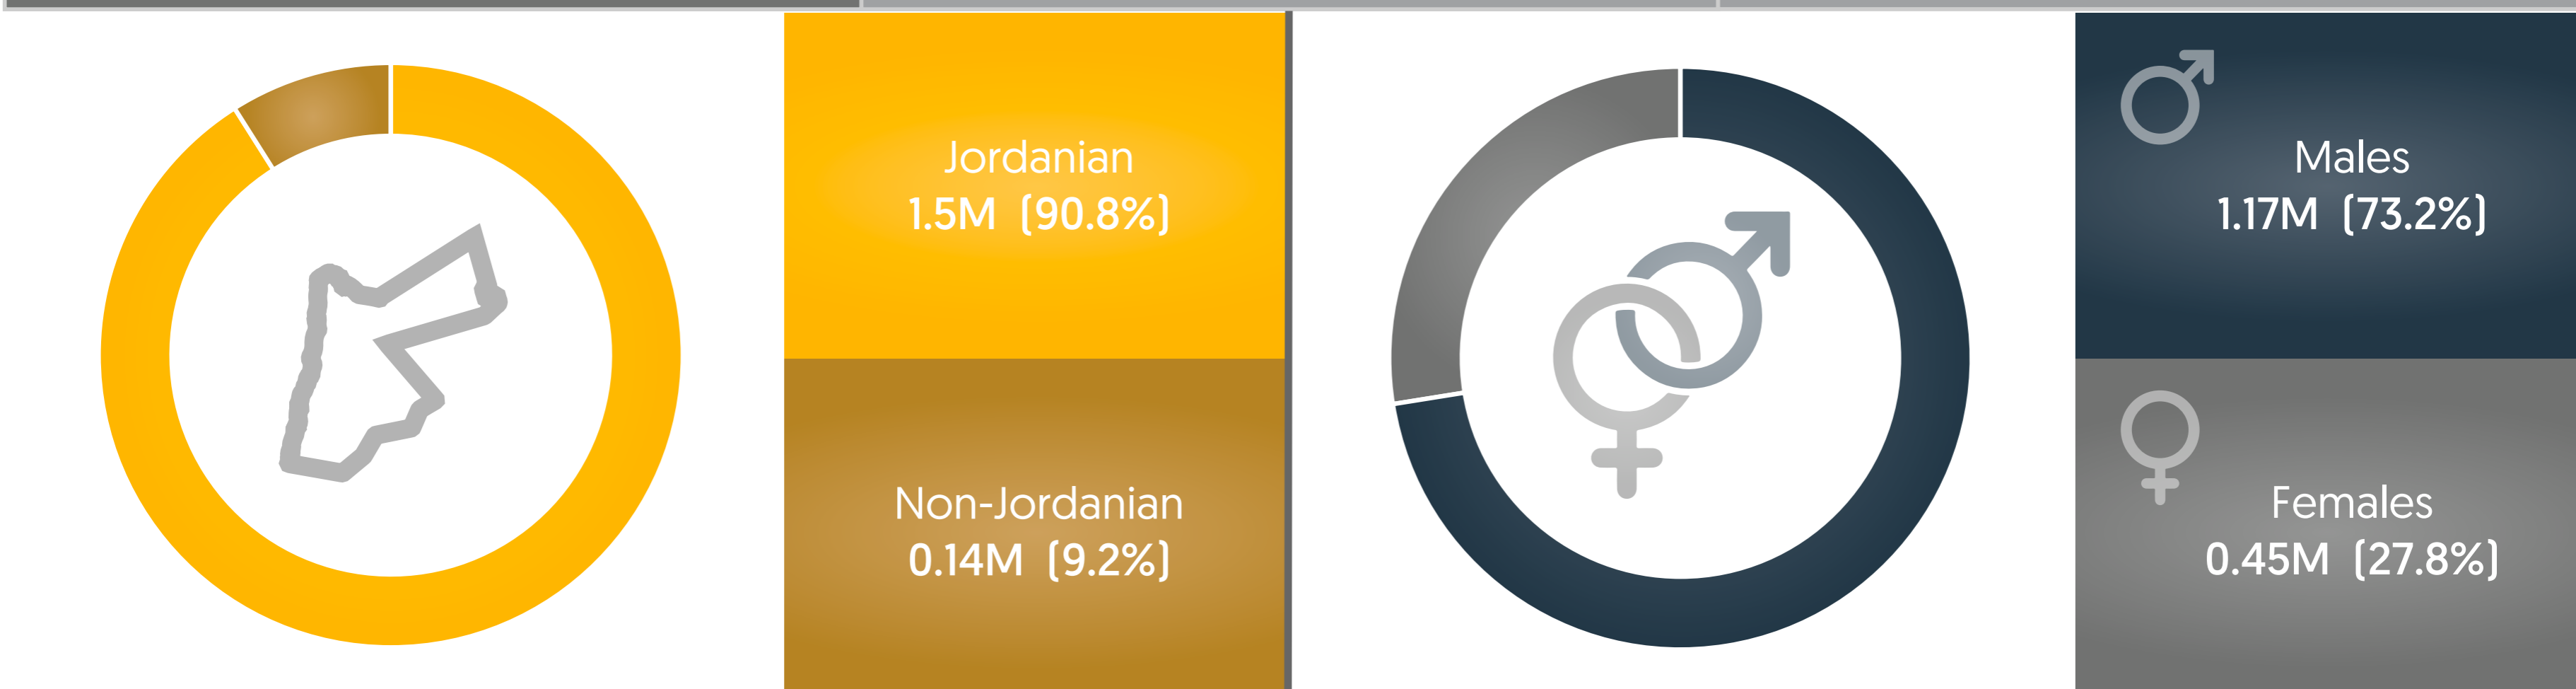 Jordanian
1.5M (90.8%)
Non-Jordanian
0.14M (9.2%)
Males
1.17M (73.2%)
Females
0.45M (27.8%)